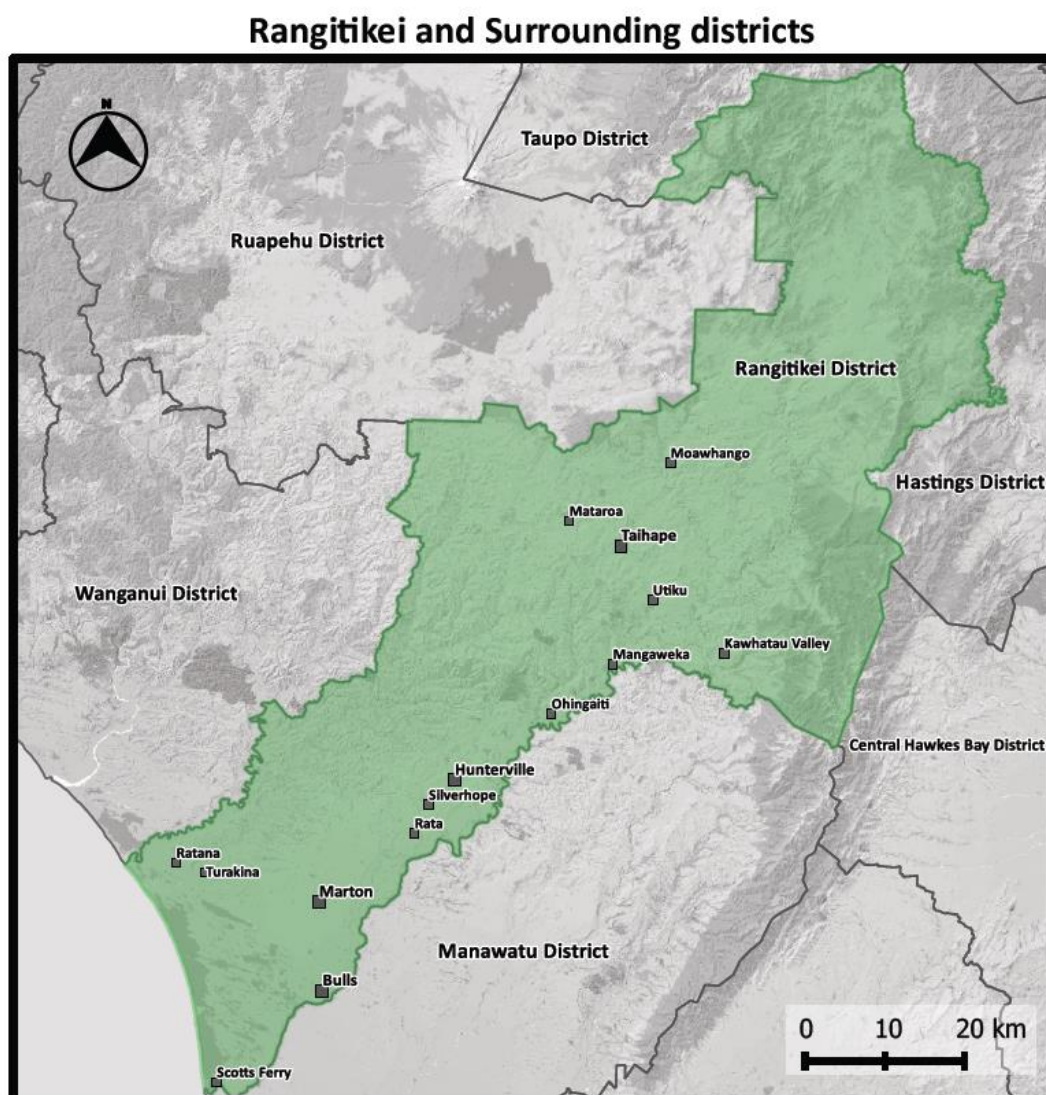 Rangitikei and Surrounding districts
N
Taupo District
Ruapehu District
Rangitikei District
Moawhango
Hastings District
Mataroa
Taihape
Wanganui District
Utiku
Kawhatau Valley
Mangaweka
Ohingaiti
Central Hawkes Bay District
Hunterville
Silverhope
Rata
Ratana
Turakina
Marton
Manawatu District
Bulls
0 10 20 km
Scotts Ferry